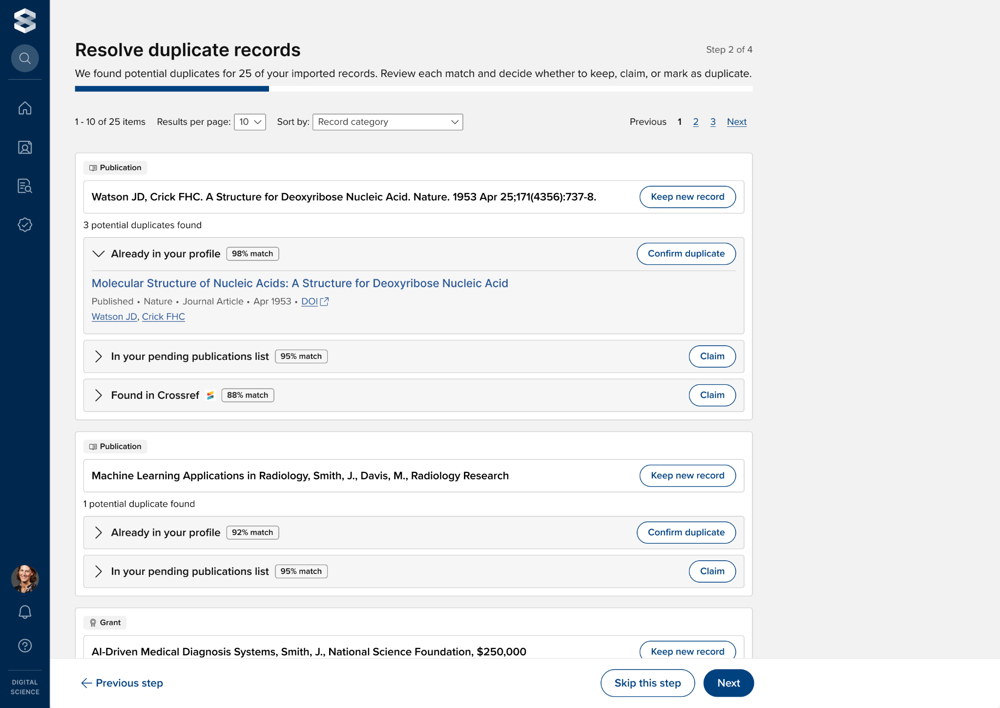 Resolve duplicate records
Step 2 of 4
We found potential duplicates for 25 of your imported records. Review each match and decide whether to keep, claim, or mark as duplicate.
1 - 10 of 25 items Results per page: 10 Sort by: Record category Previous 1 2 3 Next
Publication
Watson JD, Crick FHC. A Structure for Deoxyribose Nucleic Acid. Nature. 1953 Apr 25;171(4356):737-8. Keep new record
3 potential duplicates found
Already in your profile 98% match Confirm duplicate
Molecular Structure of Nucleic Acids: A Structure for Deoxyribose Nucleic Acid
Published • Nature • Journal Article • Apr 1953 • DOI
Watson JD, Crick FHC
In your pending publications list 95% match Claim
Found in Crossref 88% match Claim
Publication
Machine Learning Applications in Radiology, Smith, J., Davis, M., Radiology Research Keep new record
1 potential duplicate found
Already in your profile 92% match Confirm duplicate
In your pending publications list 95% match Claim
Grant
AI-Driven Medical Diagnosis Systems, Smith, J., National Science Foundation, $250,000 Keep new record
Previous step Skip this step Next
DIGITAL
SCIENCE